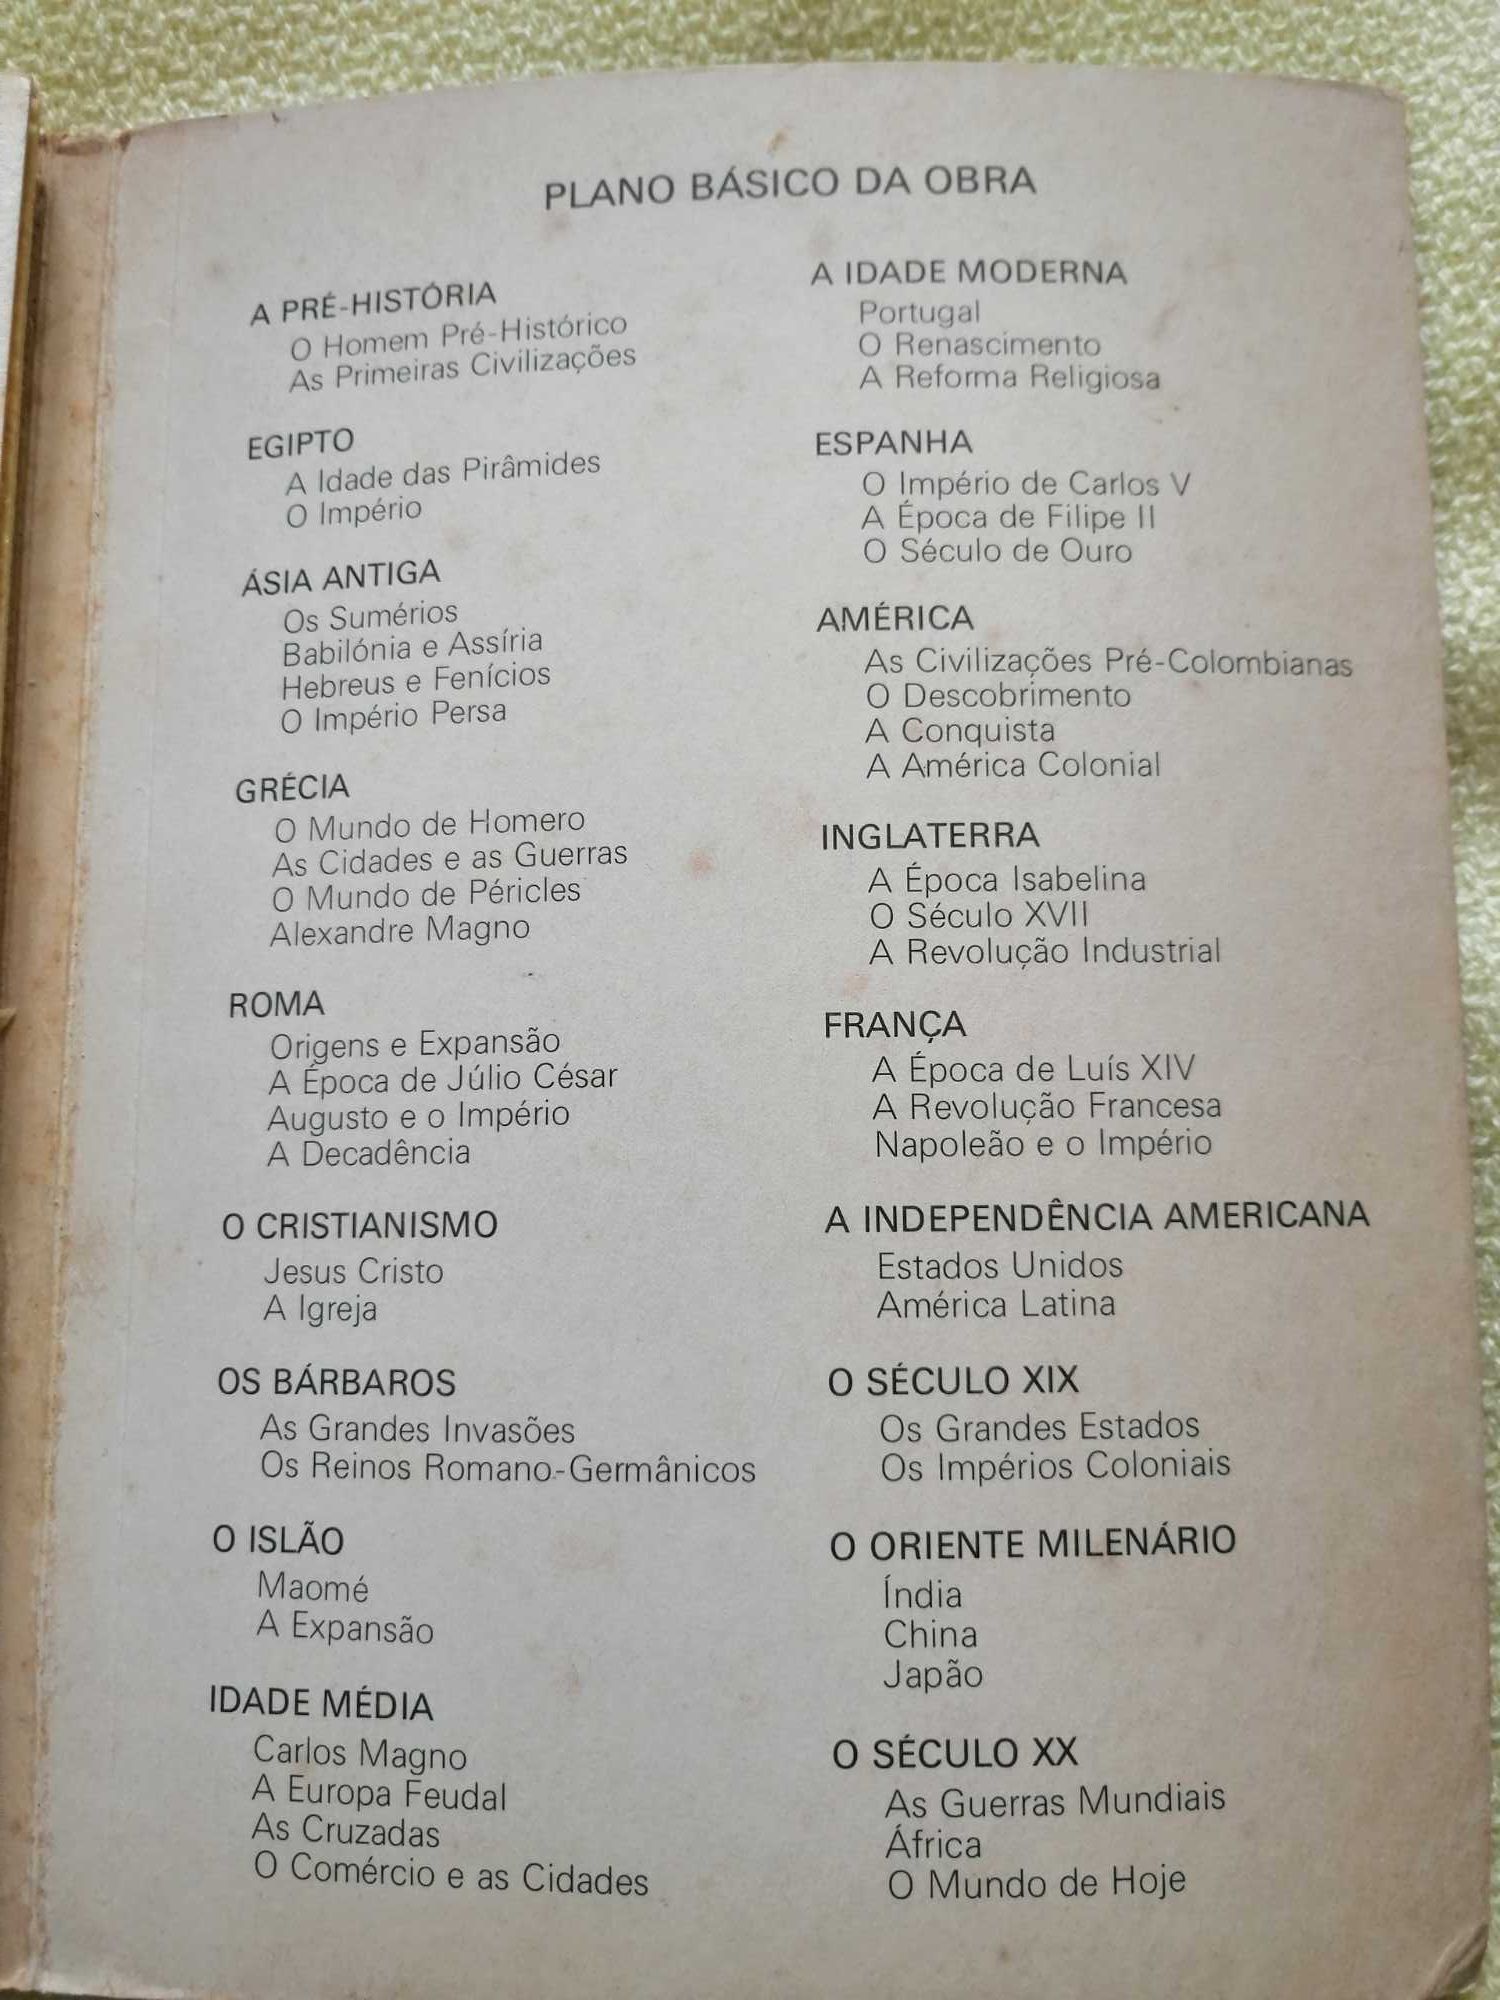 PLANO BÁSICO DA OBRA
A PRÉ-HISTÓRIA
O Homem Pré-Histórico
As Primeiras Civilizações
EGIPTO
A Idade das Pirâmides
O Império
ÁSIA ANTIGA
Os Sumérios
Babilónia e Assíria
Hebreus e Fenícios
O Império Persa
GRÉCIA
O Mundo de Homero
As Cidades e as Guerras
O Mundo de Péricles
Alexandre Magno
ROMA
Origens e Expansão
A Época de Júlio César
Augusto e o Império
A Decadência
O CRISTIANISMO
Jesus Cristo
A Igreja
OS BÁRBAROS
As Grandes Invasões
Os Reinos Romano-Germânicos
O ISLÃO
Maomé
A Expansão
IDADE MÉDIA
Carlos Magno
A Europa Feudal
As Cruzadas
O Comércio e as Cidades
A IDADE MODERNA
Portugal
O Renascimento
A Reforma Religiosa
ESPANHA
O Império de Carlos V
A Época de Filipe II
O Século de Ouro
AMÉRICA
As Civilizações Pré-Colombianas
O Descobrimento
A Conquista
A América Colonial
INGLATERRA
A Época Isabelina
O Século XVII
A Revolução Industrial
FRANÇA
A Época de Luís XIV
A Revolução Francesa
Napoleão e o Império
A INDEPENDÊNCIA AMERICANA
Estados Unidos
América Latina
O SÉCULO XIX
Os Grandes Estados
Os Impérios Coloniais
O ORIENTE MILENÁRIO
Índia
China
Japão
O SÉCULO XX
As Guerras Mundiais
África
O Mundo de Hoje